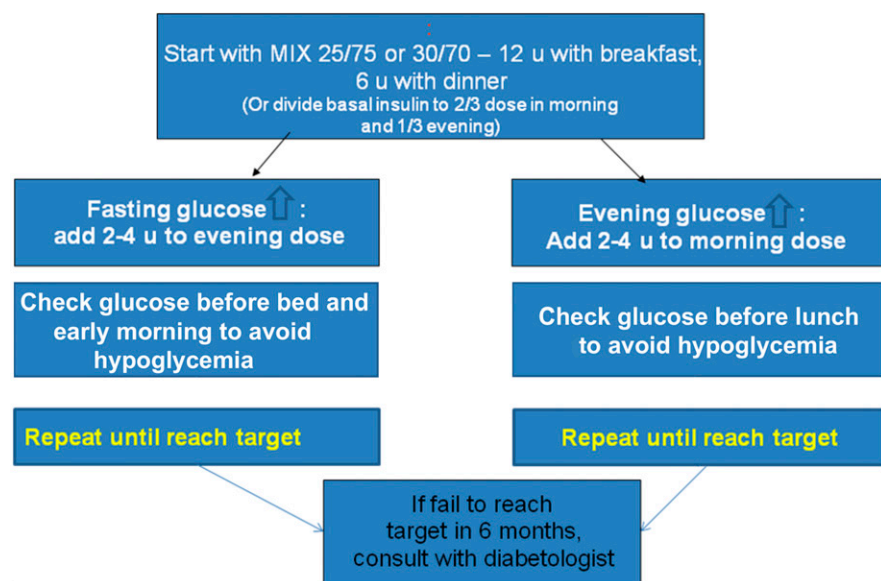 :
Start with MIX 25/75 or 30/70 – 12 u with breakfast,
6 u with dinner
(Or divide basal insulin to 2/3 dose in morning
and 1/3 evening)
Fasting glucose :
add 2-4 u to evening dose
Evening glucose :
Add 2-4 u to morning dose
Check glucose before bed and
early morning to avoid
hypoglycemia
Check glucose before lunch
to avoid hypoglycemia
Repeat until reach target
Repeat until reach target
If fail to reach
target in 6 months,
consult with diabetologist